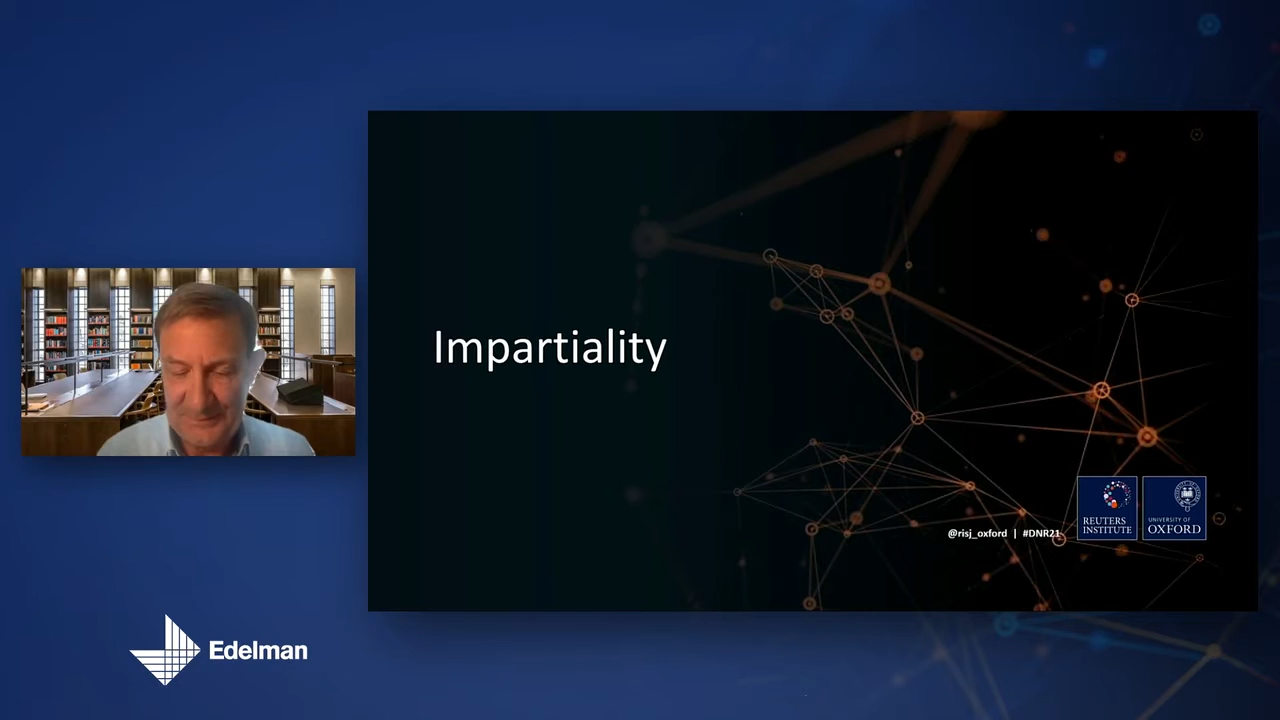 Impartiality
@risj_oxford | #DNR21
REUTERS
INSTITUTE
UNIVERSITY OF
OXFORD
Edelman